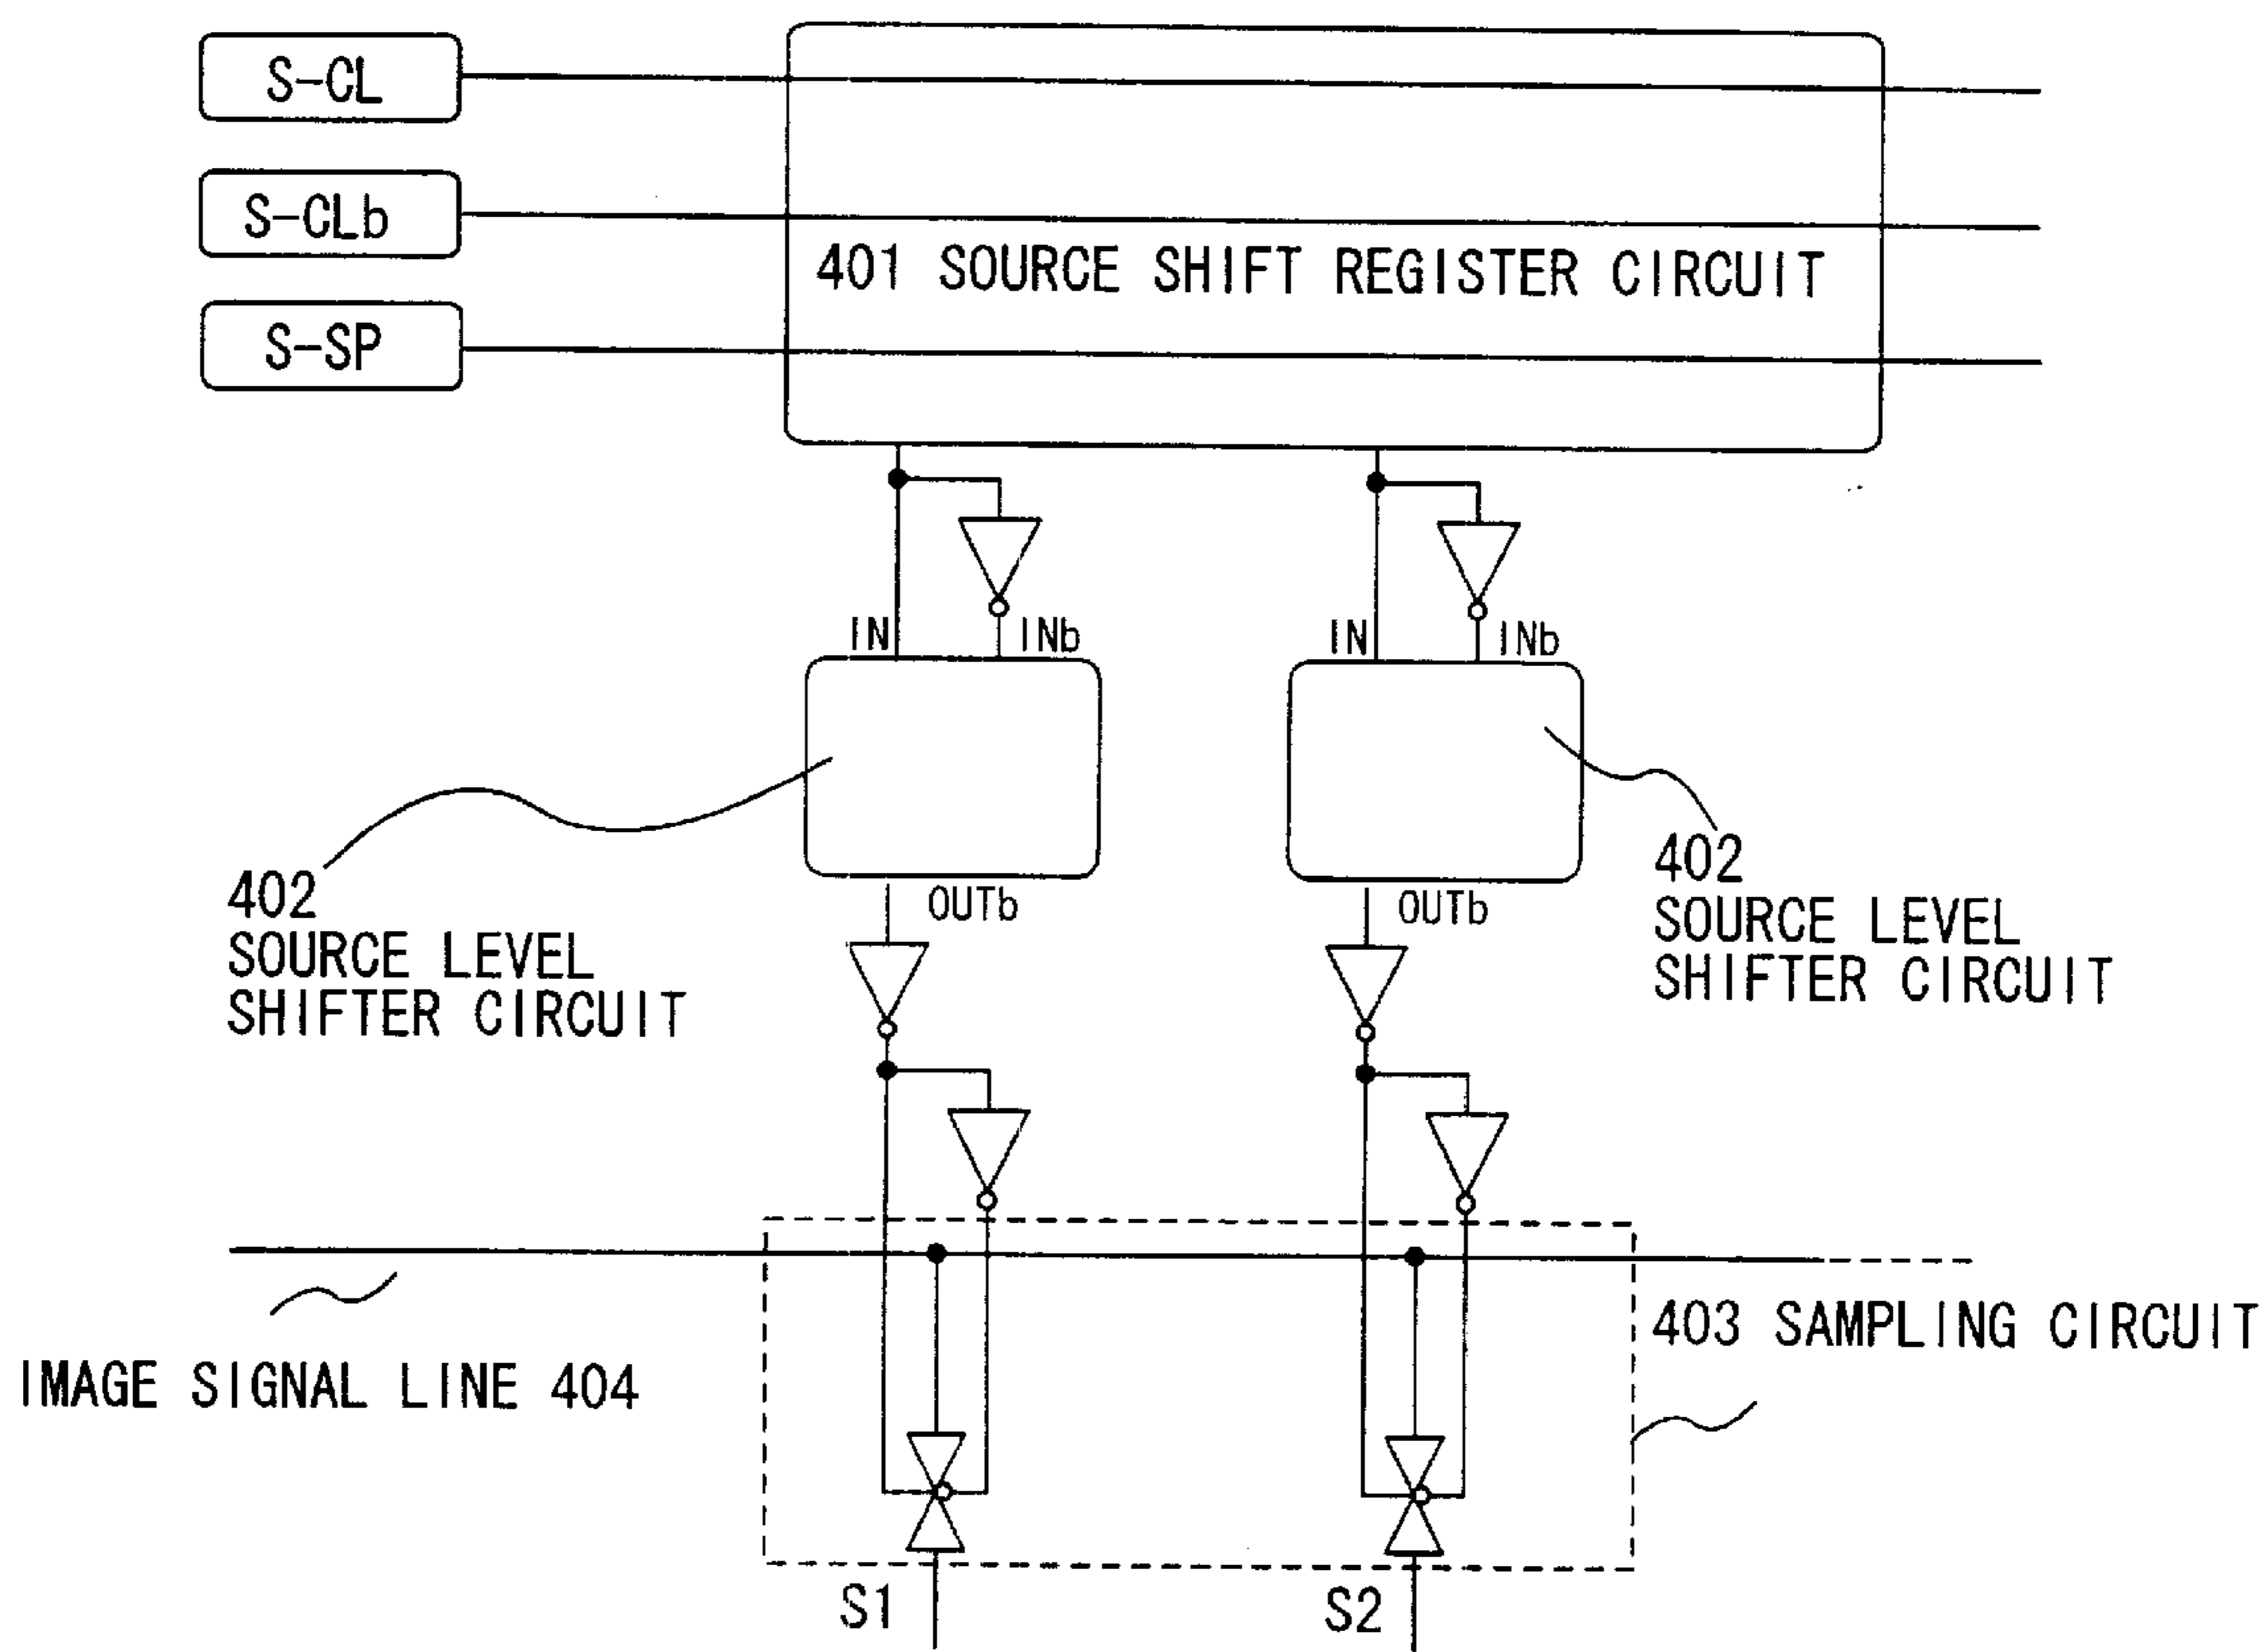 S-CL
S-CLb
401 SOURCE SHIFT REGISTER CIRCUIT
S-SP
IN
INb
IN
INb
402
SOURCE LEVEL
SHIFTER CIRCUIT
OUTb
OUTb
402
SOURCE LEVEL
SHIFTER CIRCUIT
403 SAMPLING CIRCUIT
IMAGE SIGNAL LINE 404
S1
S2